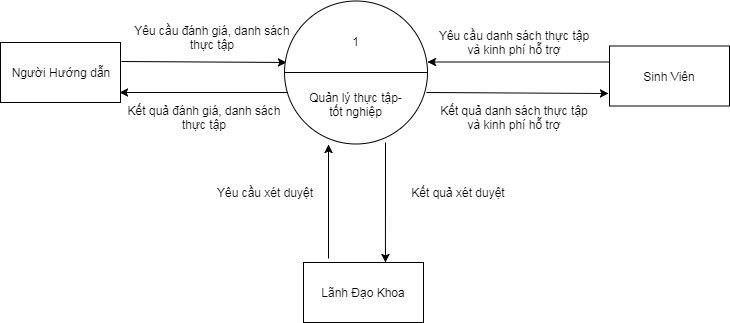 Yêu cầu đánh giá, danh sách
thực tập
1
Yêu cầu danh sách thực tập
và kinh phí hỗ trợ
Người Hướng dẫn
Sinh Viên
Quản lý thực tập-
tốt nghiệp
Kết quả đánh giá, danh sách
thực tập
Kết quả danh sách thực tập
và kinh phí hỗ trợ
Yêu cầu xét duyệt
Kết quả xét duyệt
Lãnh Đạo Khoa